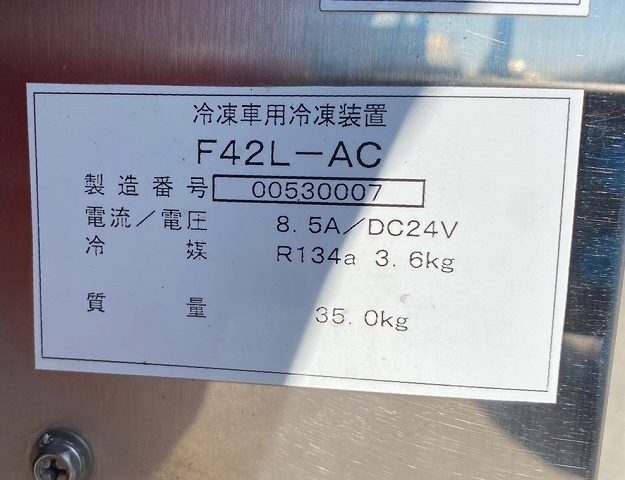 冷凍車用冷凍装置
F42L-AC
製造番号 00530007
電流/電圧 8.5A/DC24V
冷媒 R134a 3.6kg
質量 35.0kg